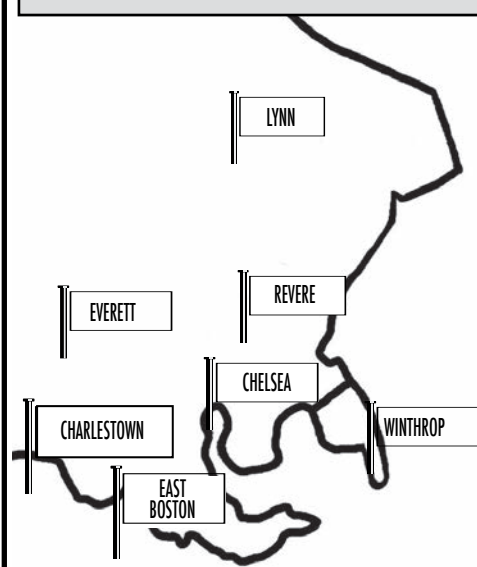 LYNN
REVERE
EVERETT
CHELSEA
CHARLESTOWN
WINTHROP
EAST
BOSTON